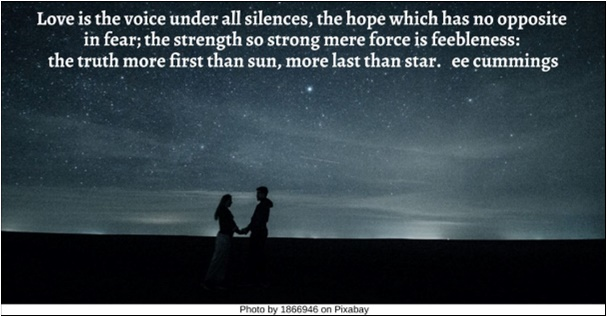 Love is the voice under all silences, the hope which has no opposite
in fear; the strength so strong mere force is feebleness:
the truth more first than sun, more last than star.   ee cummings
Photo by 1866946 on Pixabay